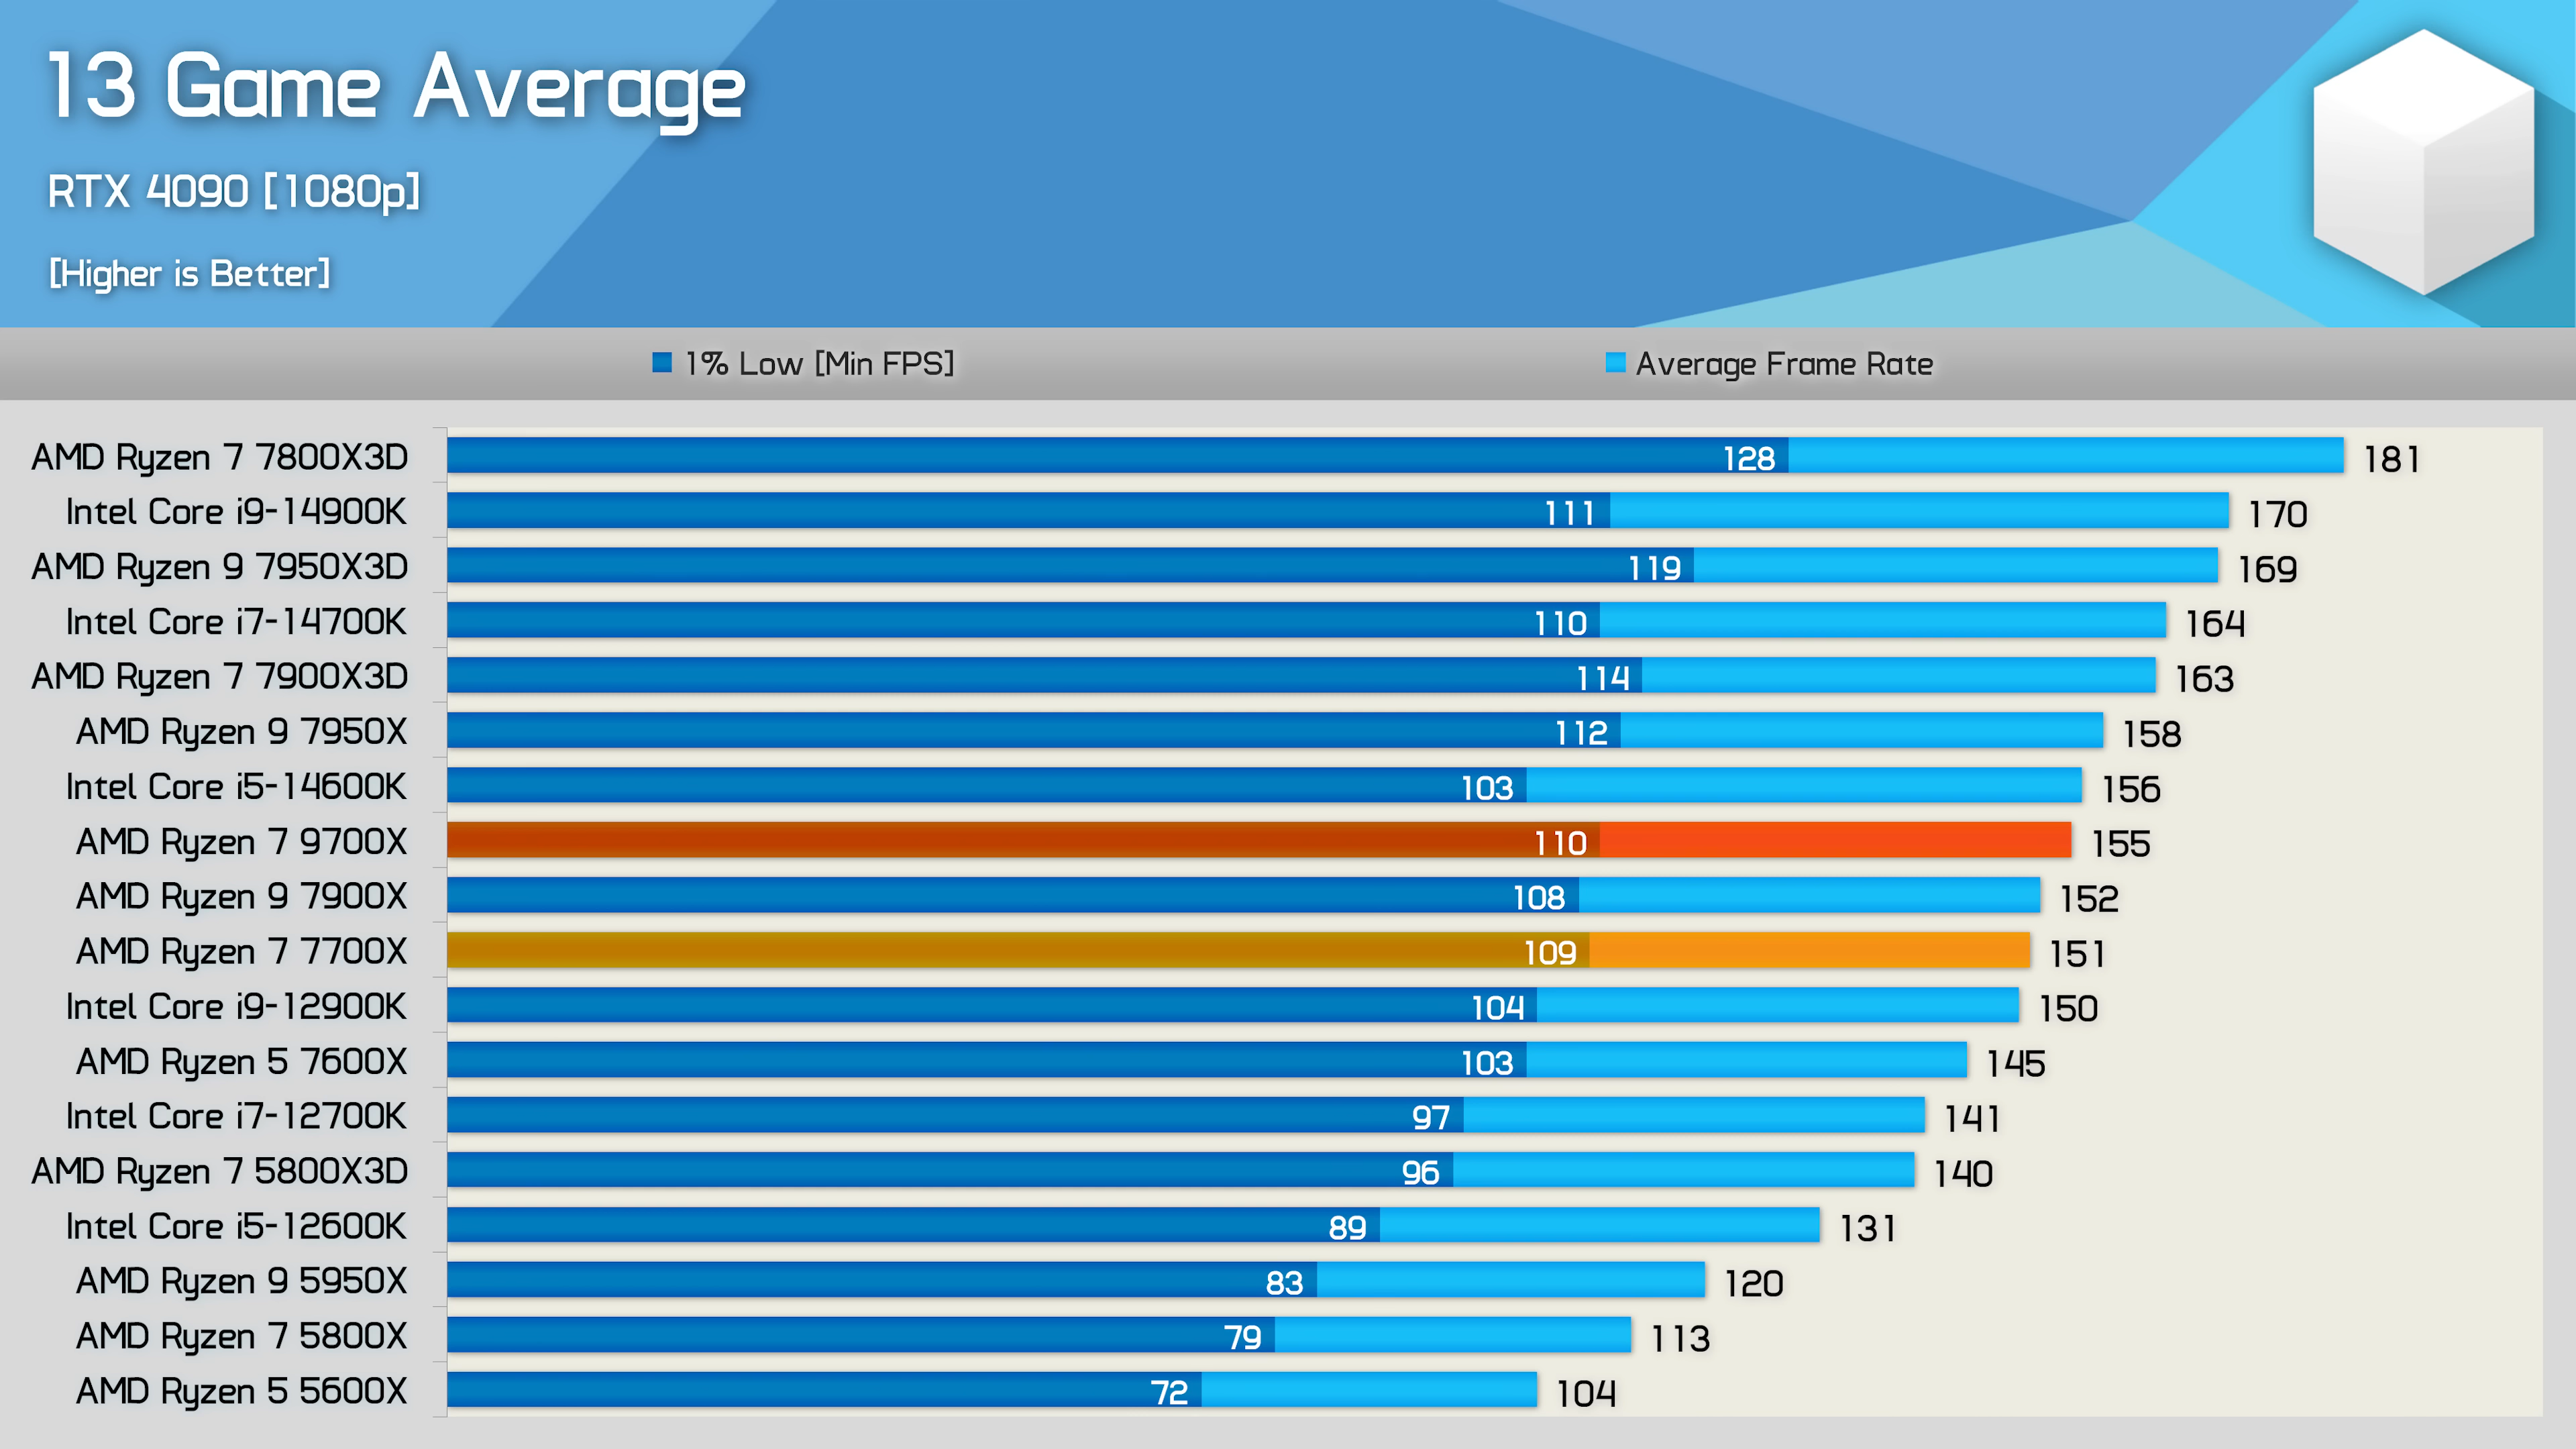 13 Game Average
RTX 4090 [1080p]
[Higher is Better]
1% Low [Min FPS] Average Frame Rate
AMD Ryzen 7 7800X3D 128 181
Intel Core i9-14900K 111 170
AMD Ryzen 9 7950X3D 119 169
Intel Core i7-14700K 110 164
AMD Ryzen 7 7900X3D 114 163
AMD Ryzen 9 7950X 112 158
Intel Core i5-14600K 103 156
AMD Ryzen 7 9700X 110 155
AMD Ryzen 9 7900X 108 152
AMD Ryzen 7 7700X 109 151
Intel Core i9-12900K 104 150
AMD Ryzen 5 7600X 103 145
Intel Core i7-12700K 97 141
AMD Ryzen 7 5800X3D 96 140
Intel Core i5-12600K 89 131
AMD Ryzen 9 5950X 83 120
AMD Ryzen 7 5800X 79 113
AMD Ryzen 5 5600X 72 104